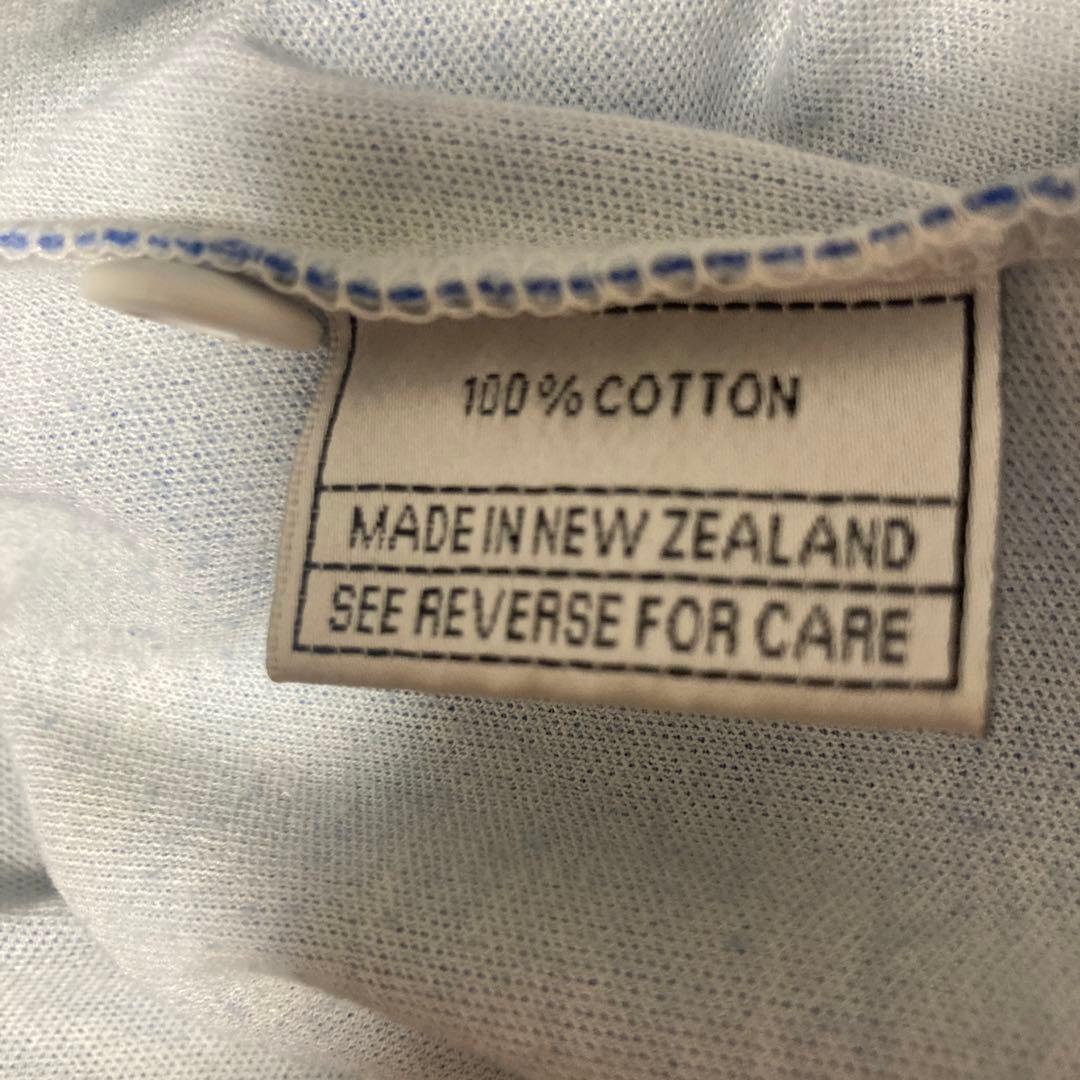 100% COTTON
MADE IN NEW ZEALAND
SEE REVERSE FOR CARE